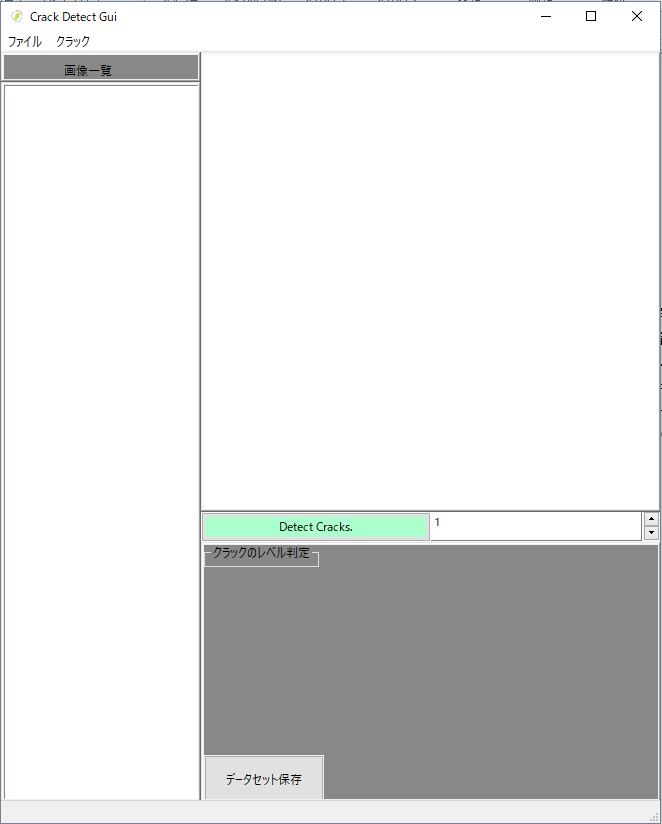 Crack Detect Gui
ファイル クラック
画像一覧
Detect Cracks.
1
クラックのレベル判定
データセット保存